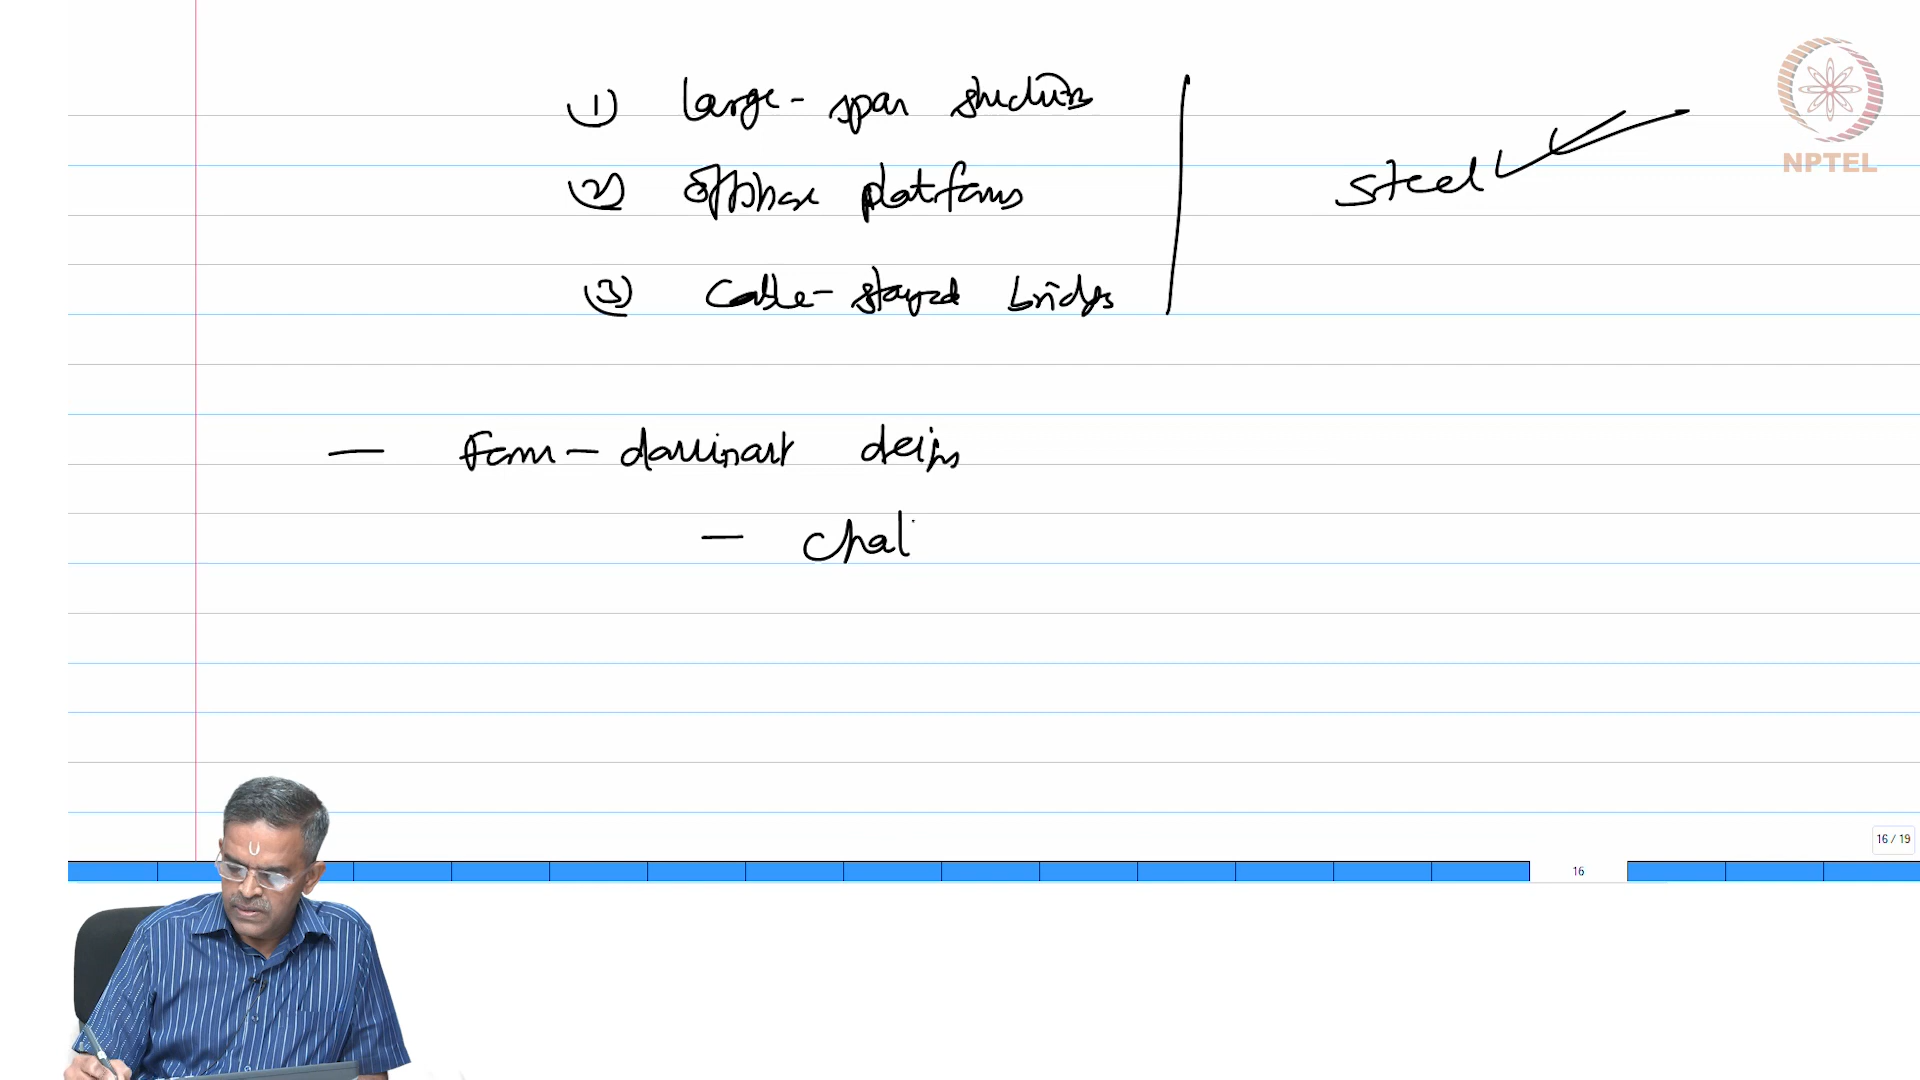 ① Large-span structures
② offshore platforms
steel
③ Cable-stayed bridges
— Form-dominant designs
— Chal
NPTEL
16 / 19
16